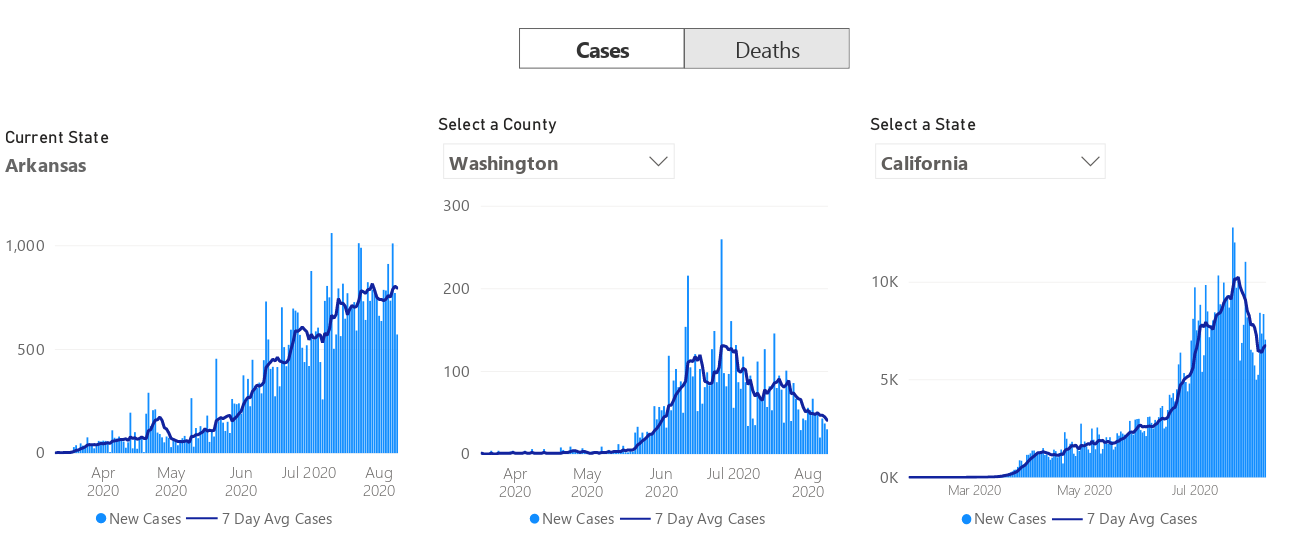 Cases Deaths
Current State
Arkansas
1,000
500
0
Apr 2020 May 2020 Jun 2020 Jul 2020 Aug 2020
New Cases 7 Day Avg Cases
Select a County
Washington
300
200
100
0
Apr 2020 May 2020 Jun 2020 Jul 2020 Aug 2020
New Cases 7 Day Avg Cases
Select a State
California
10K
5K
0K
Mar 2020 May 2020 Jul 2020
New Cases 7 Day Avg Cases